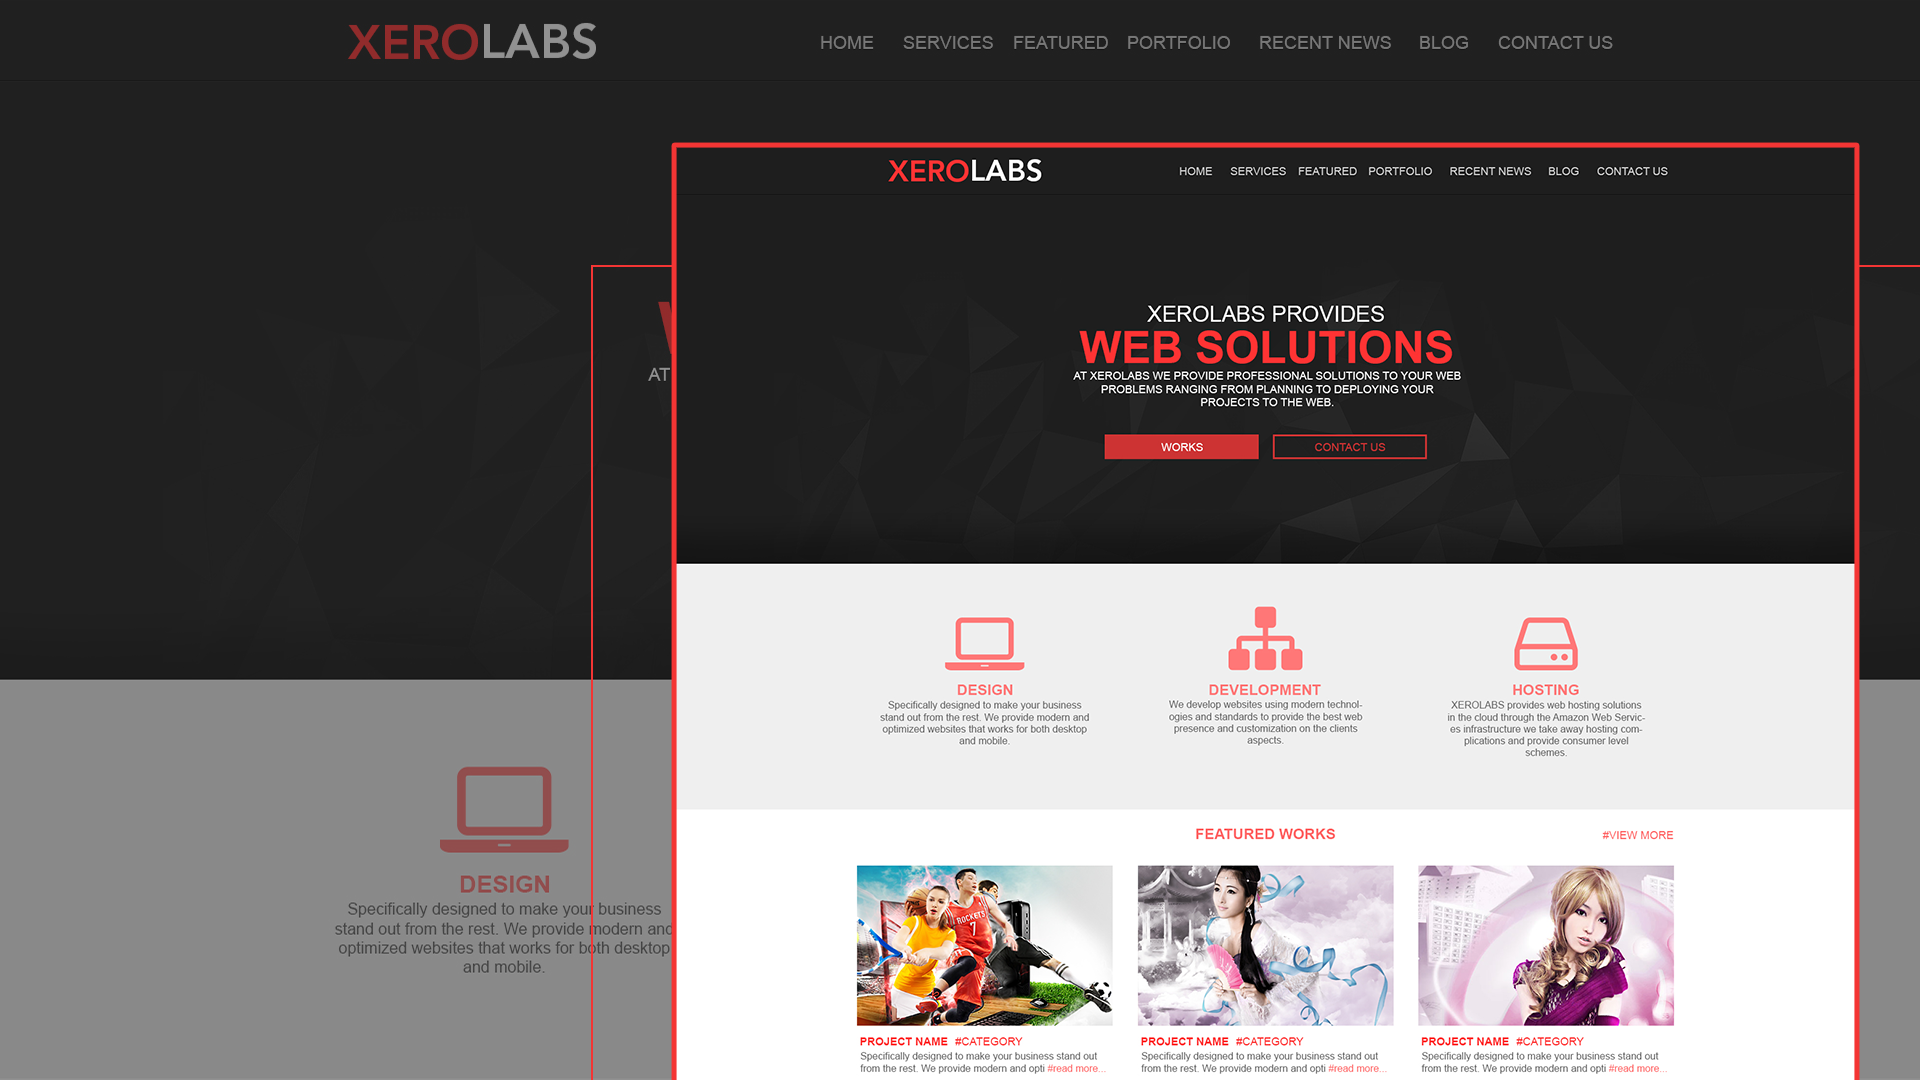 XEROLABS
HOME SERVICES FEATURED PORTFOLIO RECENT NEWS BLOG CONTACT US
XEROLABS
HOME SERVICES FEATURED PORTFOLIO RECENT NEWS BLOG CONTACT US
AT
XEROLABS PROVIDES
WEB SOLUTIONS
AT XEROLABS WE PROVIDE PROFESSIONAL SOLUTIONS TO YOUR WEB
PROBLEMS RANGING FROM PLANNING TO DEPLOYING YOUR
PROJECTS TO THE WEB.
WORKS
CONTACT US
DESIGN
Specifically designed to make your business
stand out from the rest. We provide modern and
optimized websites that works for both desktop
and mobile.
DEVELOPMENT
We develop websites using modern technol-
ogies and standards to provide the best web
presence and customization on the clients
aspects.
HOSTING
XEROLABS provides web hosting solutions
in the cloud through the Amazon Web Servic-
es infrastructure we take away hosting com-
plications and provide consumer level
schemes.
DESIGN
Specifically designed to make your business
stand out from the rest. We provide modern and
optimized websites that works for both desktop
and mobile.
FEATURED WORKS
#VIEW MORE
ROCKETS
7
PROJECT NAME #CATEGORY
Specifically designed to make your business stand out
from the rest. We provide modern and opti #read more...
PROJECT NAME #CATEGORY
Specifically designed to make your business stand out
from the rest. We provide modern and opti #read more...
PROJECT NAME #CATEGORY
Specifically designed to make your business stand out
from the rest. We provide modern and opti #read more...